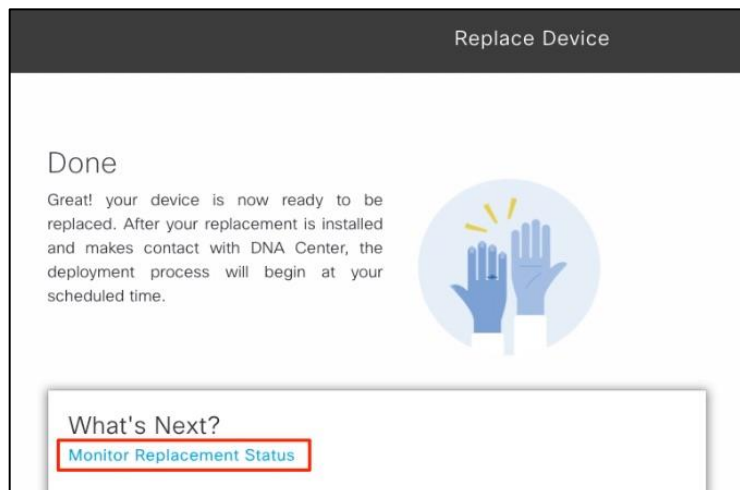 Replace Device
Done
Great! your device is now ready to be
replaced. After your replacement is installed
and makes contact with DNA Center, the
deployment process will begin at your
scheduled time.
What's Next?
Monitor Replacement Status